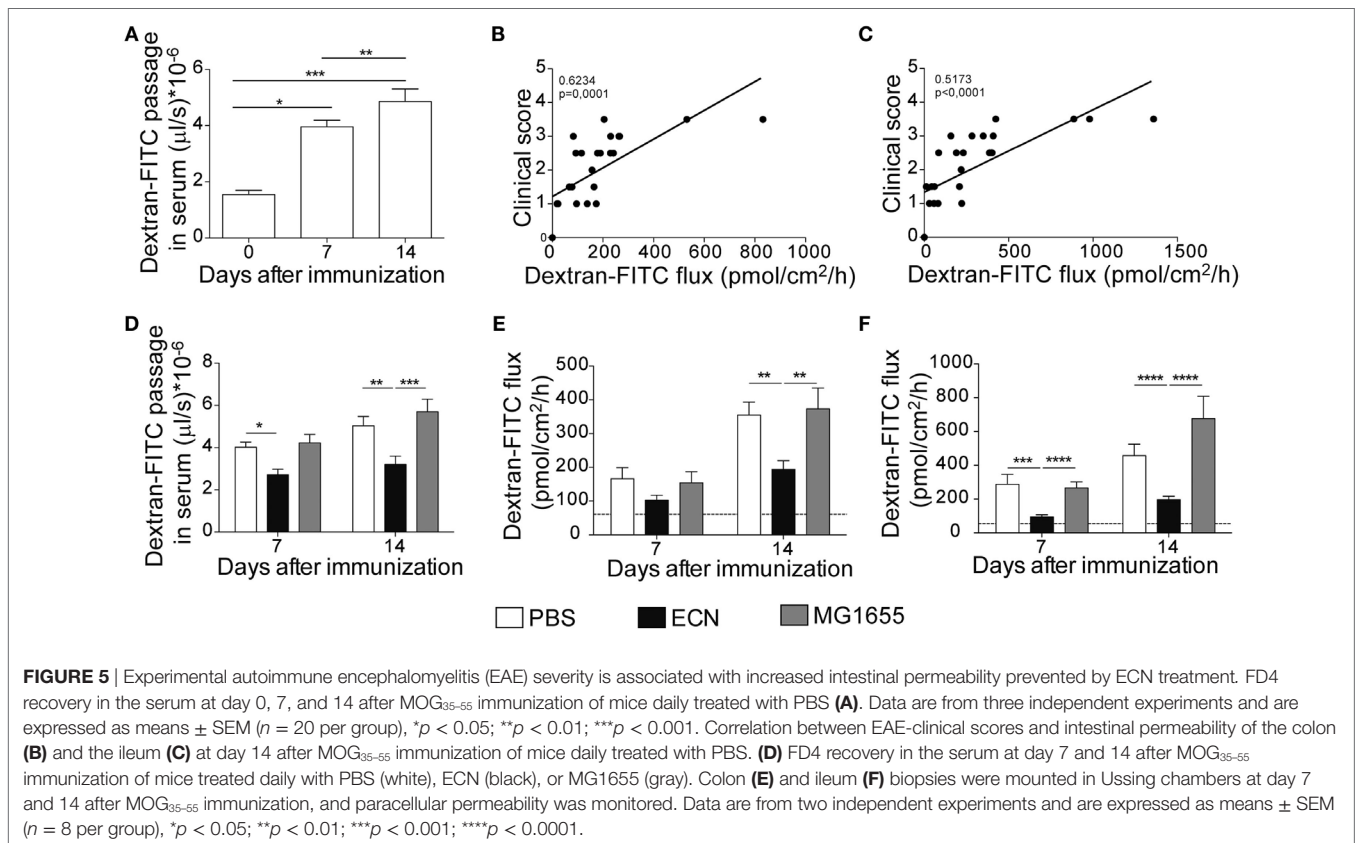 A
Dextran-FITC passage
in serum (μl/s)*10-6
6
4
2
0
*
***
**
0 7 14
Days after immunization
B
Clinical score
5
4
3
2
1
0
0.6234
p=0,0001
0 200 400 600 800 1000
Dextran-FITC flux (pmol/cm²/h)
C
Clinical score
5
4
3
2
1
0
0.5173
p<0,0001
0 500 1000 1500
Dextran-FITC flux (pmol/cm²/h)
D
Dextran-FITC passage
in serum (μl/s)*10-6
8
6
4
2
0
*
** ***
7 14
Days after immunization
E
Dextran-FITC flux
(pmol/cm²/h)
500
400
300
200
100
0
** **
7 14
Days after immunization
F
Dextran-FITC flux
(pmol/cm²/h)
1000
800
600
400
200
0
*** ****
**** ****
7 14
Days after immunization
PBS ECN MG1655
FIGURE 5 | Experimental autoimmune encephalomyelitis (EAE) severity is associated with increased intestinal permeability prevented by ECN treatment. FD4
recovery in the serum at day 0, 7, and 14 after MOG35–55 immunization of mice daily treated with PBS (A). Data are from three independent experiments and are
expressed as means ± SEM (n = 20 per group), *p < 0.05; **p < 0.01; ***p < 0.001. Correlation between EAE-clinical scores and intestinal permeability of the colon
(B) and the ileum (C) at day 14 after MOG35–55 immunization of mice daily treated with PBS. (D) FD4 recovery in the serum at day 7 and 14 after MOG35–55
immunization of mice treated daily with PBS (white), ECN (black), or MG1655 (gray). Colon (E) and ileum (F) biopsies were mounted in Ussing chambers at day 7
and 14 after MOG35–55 immunization, and paracellular permeability was monitored. Data are from two independent experiments and are expressed as means ± SEM
(n = 8 per group), *p < 0.05; **p < 0.01; ***p < 0.001; ****p < 0.0001.